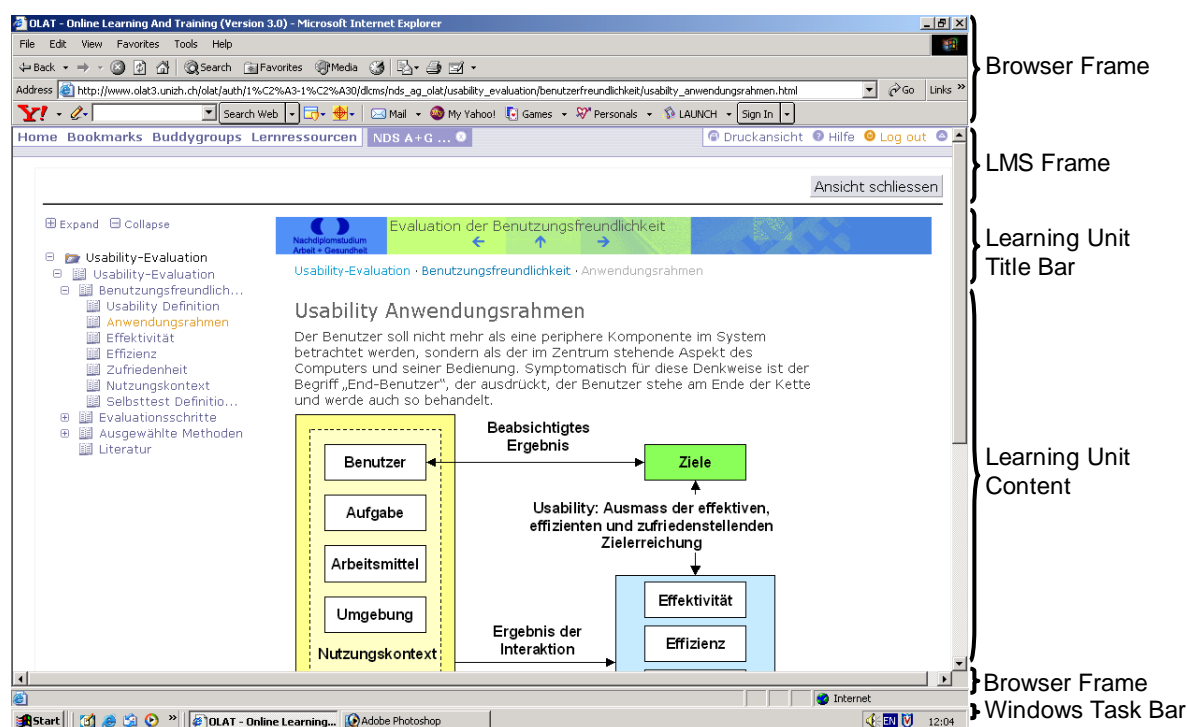 OLAT - Online Learning And Training (Version 3.0) - Microsoft Internet Explorer
File Edit View Favorites Tools Help
Back Search Favorites Media
Address http://www.olat3.unizh.ch/olat/auth/1%C2%A3-1%C2%A30/dlcms/nds_ag_olat/usability_evaluation/benutzerfreundlichkeit/usabilty_anwendungsrahmen.html Go Links »
Y! Search Web Mail My Yahoo! Games Personals LAUNCH Sign In
Browser Frame
Home Bookmarks Buddygroups Lernressourcen NDS A+G ... Druckansicht Hilfe Log out
Ansicht schliessen
LMS Frame
Expand Collapse
Nachdiplomstudium
Arbeit + Gesundheit
Evaluation der Benutzungsfreundlichkeit
Learning Unit
Title Bar
Usability-Evaluation
Usability-Evaluation
Benutzungsfreundlich...
Usability Definition
Anwendungsrahmen
Effektivität
Effizienz
Zufriedenheit
Nutzungskontext
Selbsttest Definitio...
Evaluationsschritte
Ausgewählte Methoden
Literatur
Usability-Evaluation · Benutzungsfreundlichkeit · Anwendungsrahmen
Usability Anwendungsrahmen
Der Benutzer soll nicht mehr als eine periphere Komponente im System
betrachtet werden, sondern als der im Zentrum stehende Aspekt des
Computers und seiner Bedienung. Symptomatisch für diese Denkweise ist der
Begriff „End-Benutzer“, der ausdrückt, der Benutzer stehe am Ende der Kette
und werde auch so behandelt.
Beabsichtigtes
Ergebnis
Benutzer
Ziele
Aufgabe
Usability: Ausmass der effektiven,
effizienten und zufriedenstellenden
Zielerreichung
Arbeitsmittel
Umgebung
Effektivität
Ergebnis der
Interaktion
Effizienz
Nutzungskontext
Learning Unit
Content
Internet
Browser Frame
Start » OLAT - Online Learning... Adobe Photoshop EN 12:04
Windows Task Bar